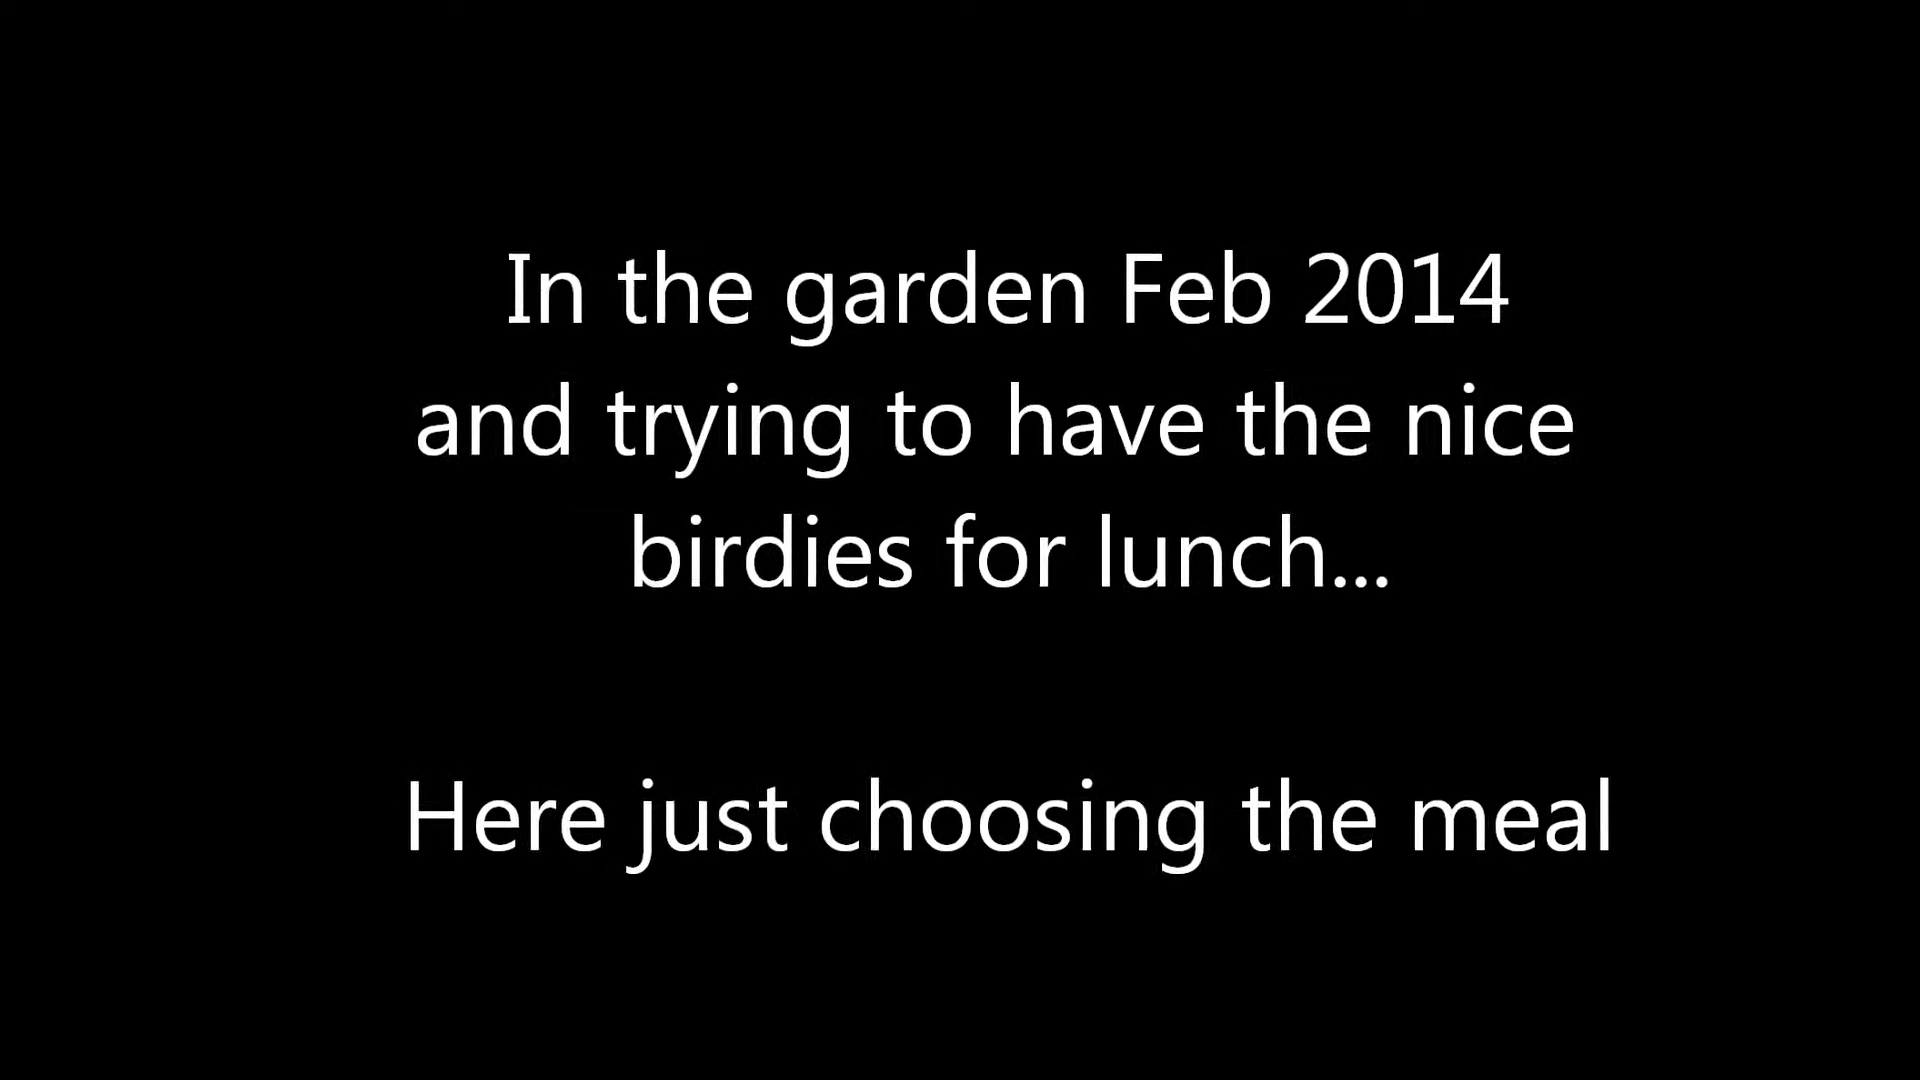 In the garden Feb 2014
and trying to have the nice
birdies for lunch...
Here just choosing the meal